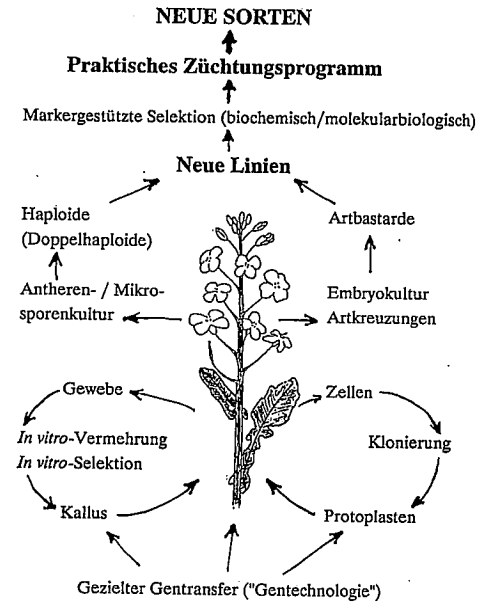 NEUE SORTEN
Praktisches Züchtungsprogramm
Markergestützte Selektion (biochemisch/molekularbiologisch)
Neue Linien
Haploide
(Doppelhaploide)
Artbastarde
Antheren- / Mikro-
sporenkultur
Embryokultur
Artkreuzungen
Gewebe
Zellen
In vitro-Vermehrung
In vitro-Selektion
Klonierung
Kallus
Protoplasten
Gezielter Gentransfer ("Gentechnologie")